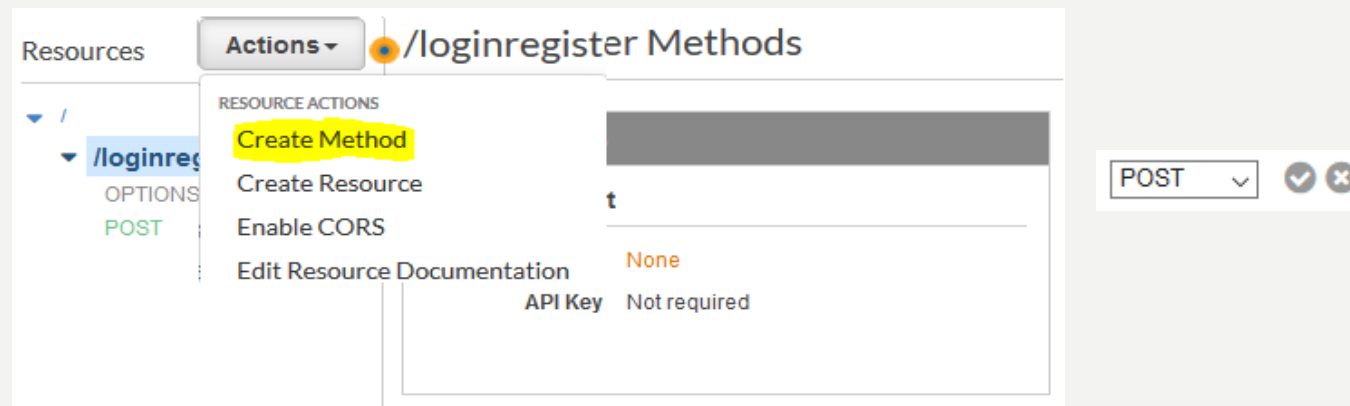 Resources
Actions
/loginregister Methods
RESOURCE ACTIONS
Create Method
Create Resource
Enable CORS
Edit Resource Documentation
/
OPTIONS
POST
None
API Key Not required
POST